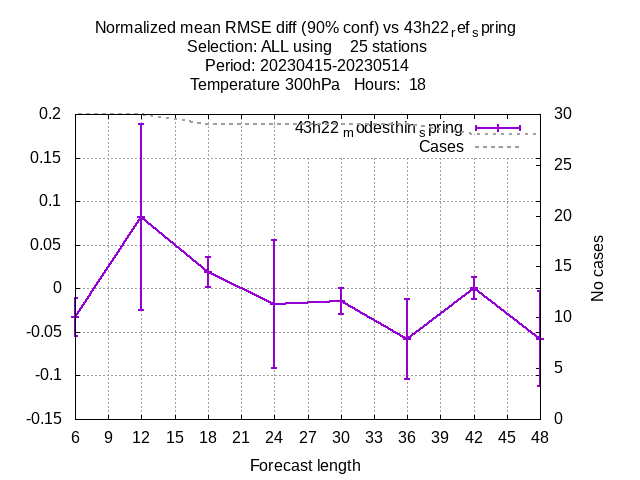 Normalized mean RMSE diff (90% conf) vs 43h22refspring
Selection: ALL using    25 stations
Period: 20230415-20230514
Temperature 300hPa   Hours:  18
43h22modesthinspring
Cases
0.2
0.15
0.1
0.05
0
-0.05
-0.1
-0.15
30
25
20
15
10
5
0
No cases
6 9 12 15 18 21 24 27 30 33 36 39 42 45 48
Forecast length